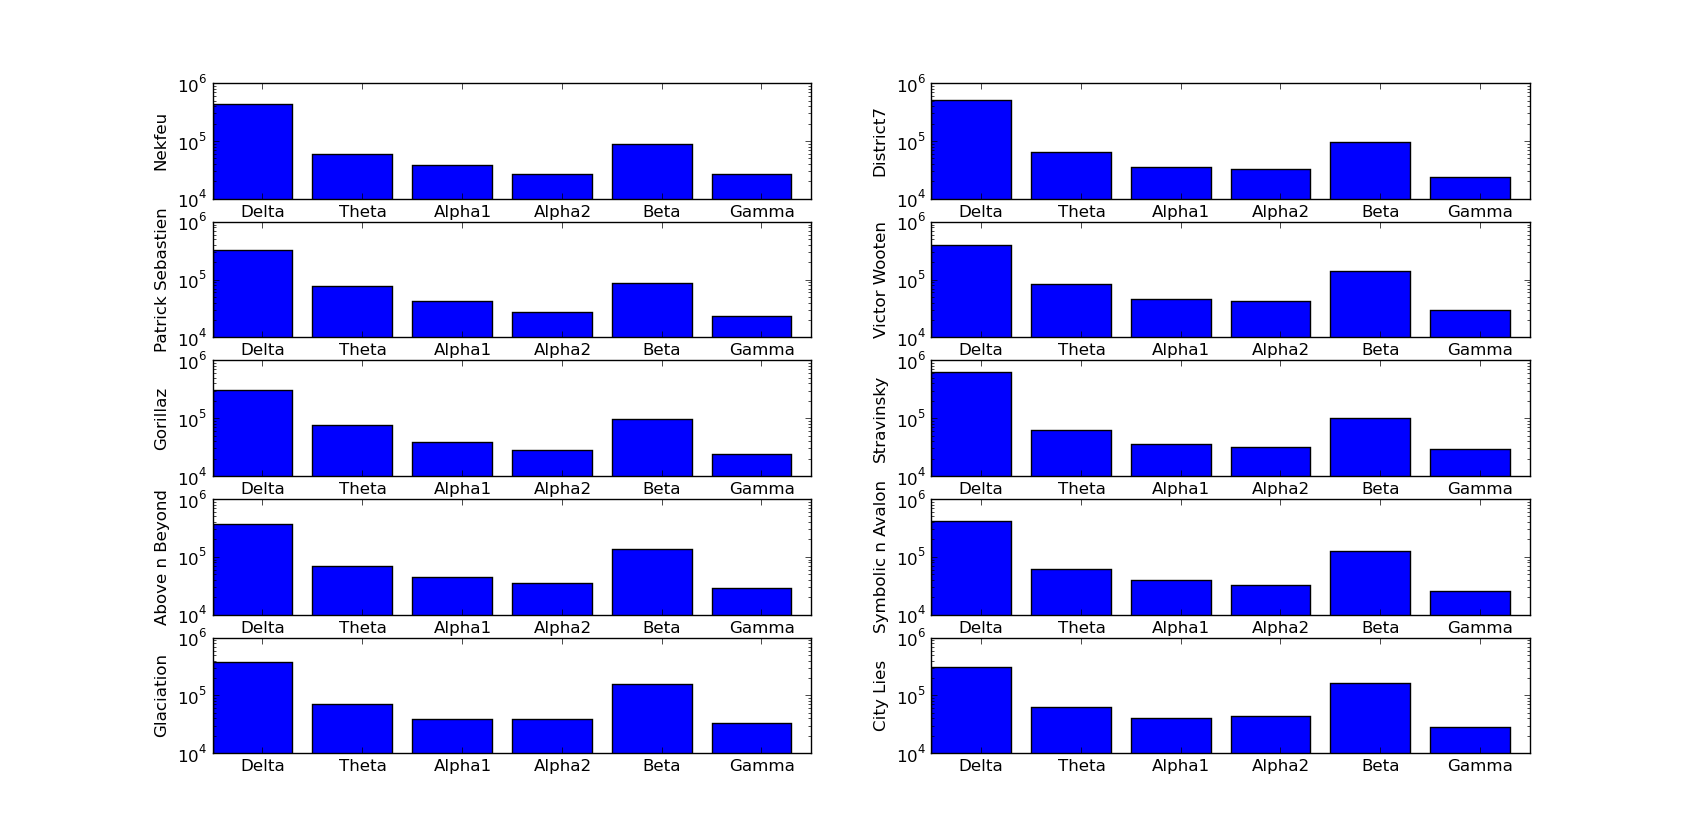 Nekfeu
10^6
10^5
10^4
Delta Theta Alpha1 Alpha2 Beta Gamma
District7
10^6
10^5
10^4
Delta Theta Alpha1 Alpha2 Beta Gamma
Patrick Sebastien
10^6
10^5
10^4
Delta Theta Alpha1 Alpha2 Beta Gamma
Victor Wooten
10^6
10^5
10^4
Delta Theta Alpha1 Alpha2 Beta Gamma
Gorillaz
10^6
10^5
10^4
Delta Theta Alpha1 Alpha2 Beta Gamma
Stravinsky
10^6
10^5
10^4
Delta Theta Alpha1 Alpha2 Beta Gamma
Above n Beyond
10^6
10^5
10^4
Delta Theta Alpha1 Alpha2 Beta Gamma
Symbolic n Avalon
10^6
10^5
10^4
Delta Theta Alpha1 Alpha2 Beta Gamma
Glaciation
10^6
10^5
10^4
Delta Theta Alpha1 Alpha2 Beta Gamma
City Lies
10^6
10^5
10^4
Delta Theta Alpha1 Alpha2 Beta Gamma